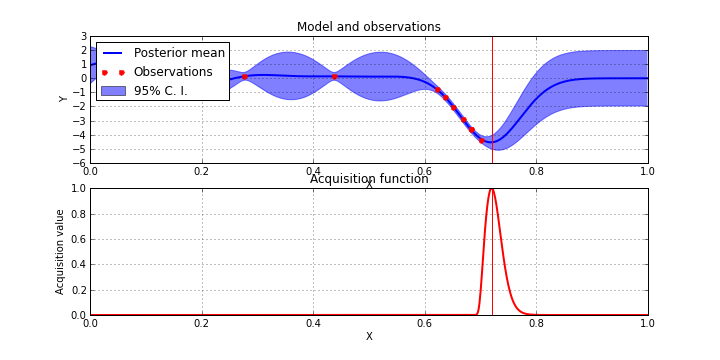 Model and observations
3
2
1
0
−1
−2
−3
−4
−5
−6
Y
Posterior mean
Observations
95% C. I.
0.0 0.2 0.4 0.6 0.8 1.0
X
Acquisition function
1.0
0.8
0.6
0.4
0.2
0.0
Acquisition value
0.0 0.2 0.4 0.6 0.8 1.0
X